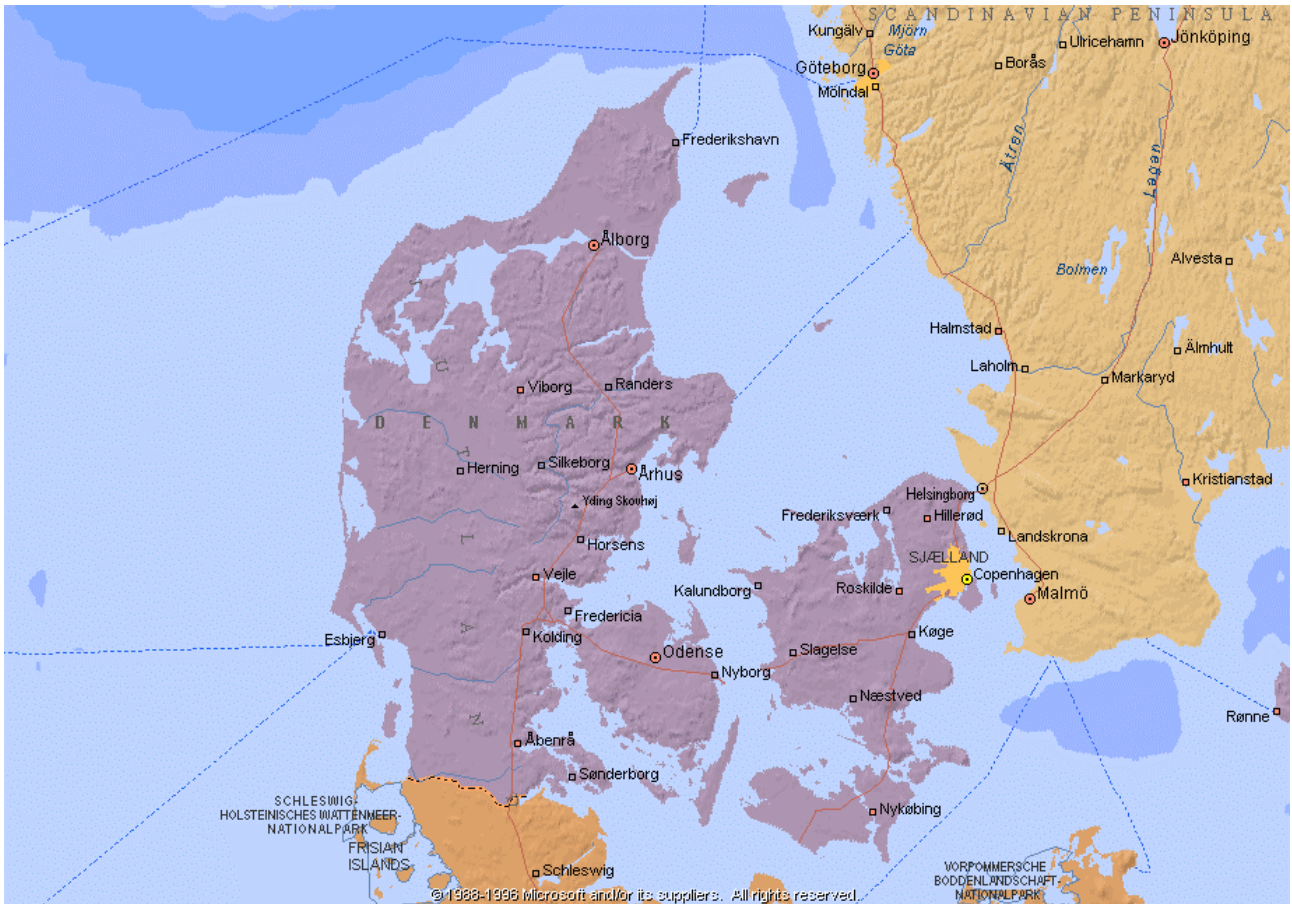 SCANDINAVIAN PENINSULA
Kungälv
Mjörn
Göta
Ulricehamn
Jönköping
Göteborg
Borås
Mölndal
Frederikshavn
Ätren
Lagan
Ålborg
Bolmen
Alvesta
Halmstad
Älmhult
Laholm
Markaryd
Viborg
Randers
DENMARK
JUTLAND
Herning
Silkeborg
Århus
Yding Skovhøj
Helsingborg
Kristianstad
Frederiksværk
Hillerød
Landskrona
Horsens
SJÆLLAND
Copenhagen
Vejle
Kalundborg
Roskilde
Malmö
Fredericia
Esbjerg
Kolding
Køge
Odense
Slagelse
Nyborg
Næstved
Rønne
Åbenrå
Sønderborg
SCHLESWIG-
HOLSTEINISCHES WATTENMEER-
NATIONALPARK
Nykøbing
FRISIAN
ISLANDS
Schleswig
VORPOMMERSCHE
BODDENLANDSCHAFT-
NATIONALPARK
© 1988-1996 Microsoft and/or its suppliers. All rights reserved.